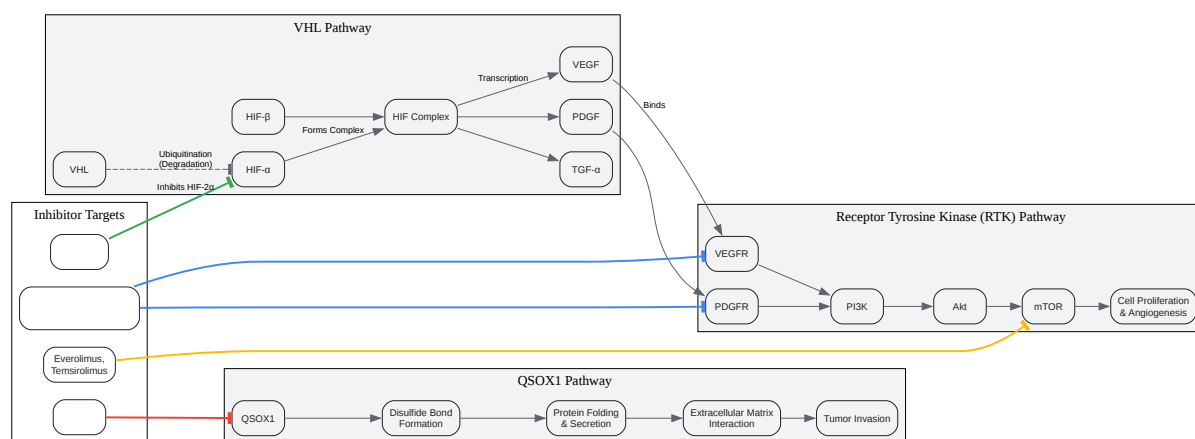 VHL Pathway
VEGF
Transcription
Binds
HIF-β
HIF Complex
PDGF
Forms Complex
Ubiquitination
(Degradation)
VHL
HIF-α
TGF-α
Inhibits HIF-2α
Inhibitor Targets
Receptor Tyrosine Kinase (RTK) Pathway
VEGFR
PDGFR
PI3K
Akt
mTOR
Cell Proliferation
& Angiogenesis
Everolimus,
Temsirolimus
QSOX1 Pathway
QSOX1
Disulfide Bond
Formation
Protein Folding
& Secretion
Extracellular Matrix
Interaction
Tumor Invasion